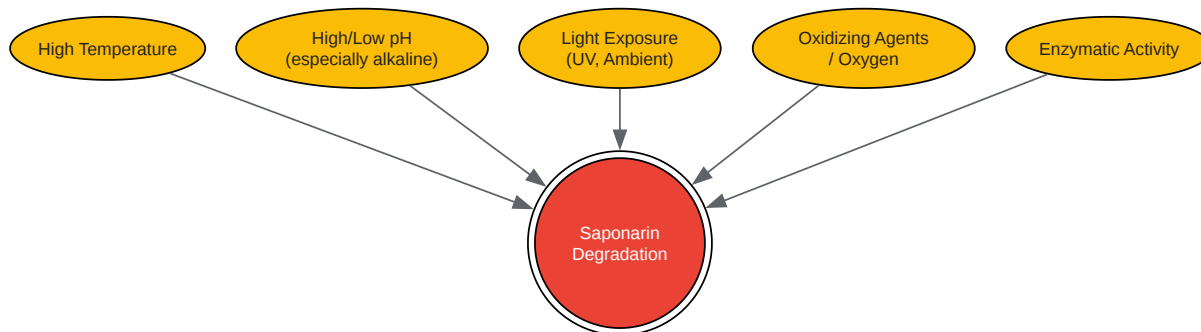 High Temperature
High/Low pH
(especially alkaline)
Light Exposure
(UV, Ambient)
Oxidizing Agents
/ Oxygen
Enzymatic Activity
Saponarin
Degradation